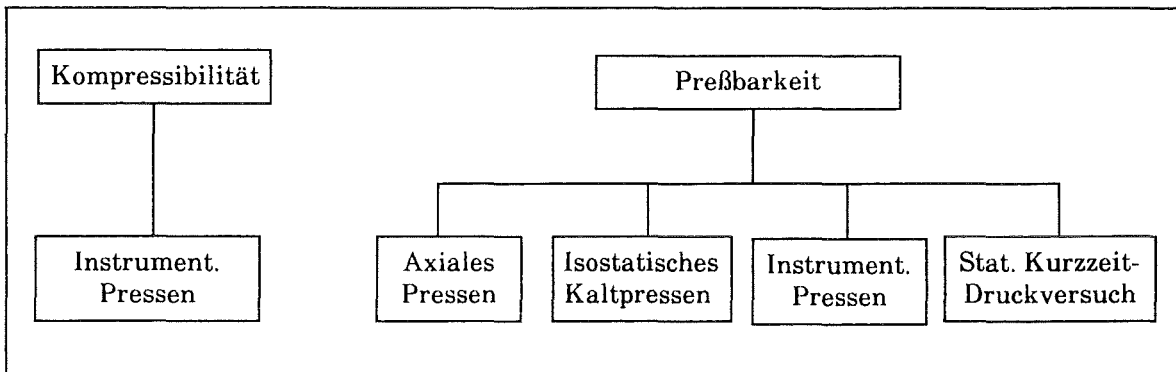 Kompressibilität
Preßbarkeit
Instrument.
Pressen
Axiales
Pressen
Isostatisches
Kaltpressen
Instrument.
Pressen
Stat. Kurzzeit-
Druckversuch